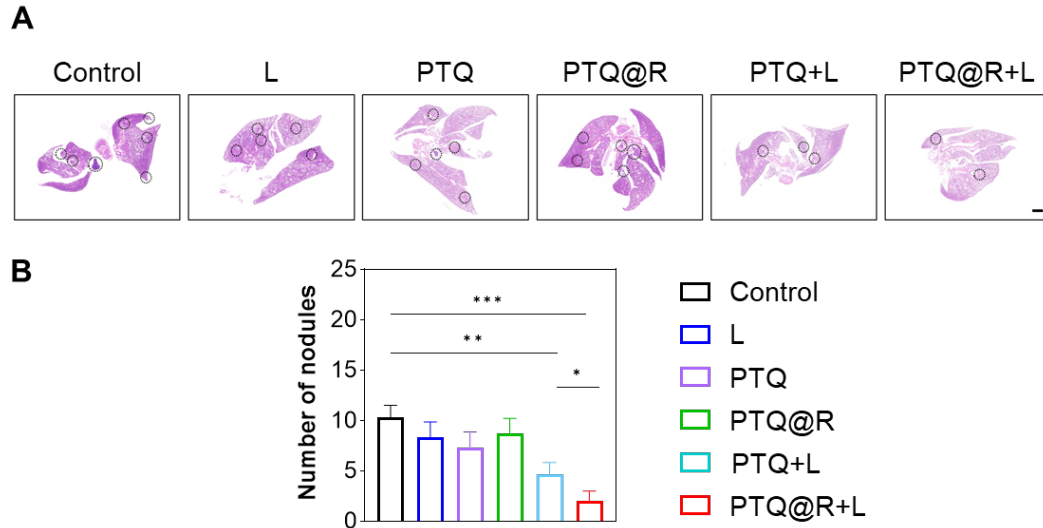 A
Control L PTQ PTQ@R PTQ+L PTQ@R+L
B
Number of nodules
25
20
15
10
5
0
***
**
*
Control
L
PTQ
PTQ@R
PTQ+L
PTQ@R+L